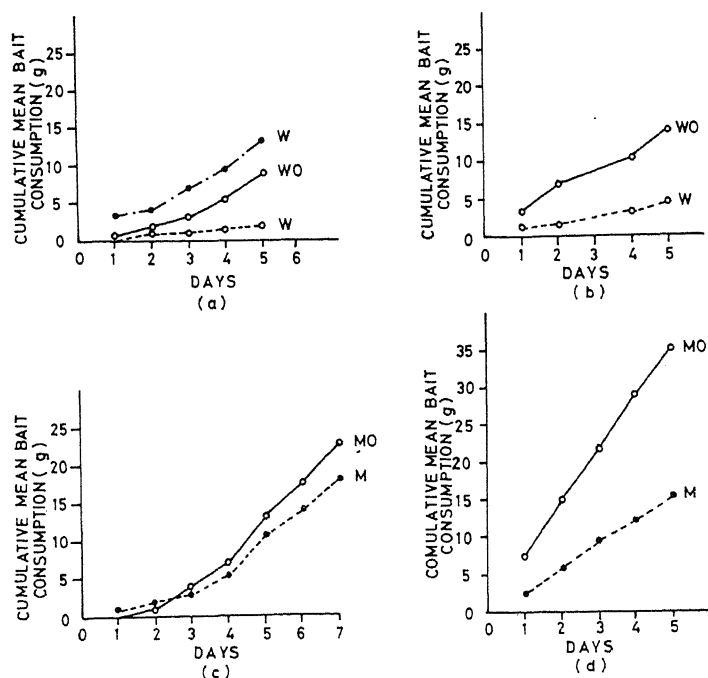 CUMULATIVE MEAN BAIT
CONSUMPTION (g)
25
20
15
10
5
0
0 1 2 3 4 5 6
W
WO
W
DAYS
(a)
CUMULATIVE MEAN BAIT
CONSUMPTION (g)
25
20
15
10
5
0
0 1 2 3 4 5
WO
W
DAYS
(b)
CUMULATIVE MEAN BAIT
CONSUMPTION (g)
25
20
15
10
5
0
0 1 2 3 4 5 6 7
MO
M
DAYS
(c)
COMULATIVE MEAN BAIT
CONSUMPTION (g)
35
30
25
20
15
10
5
0
0 1 2 3 4 5
MO
M
DAYS
(d)